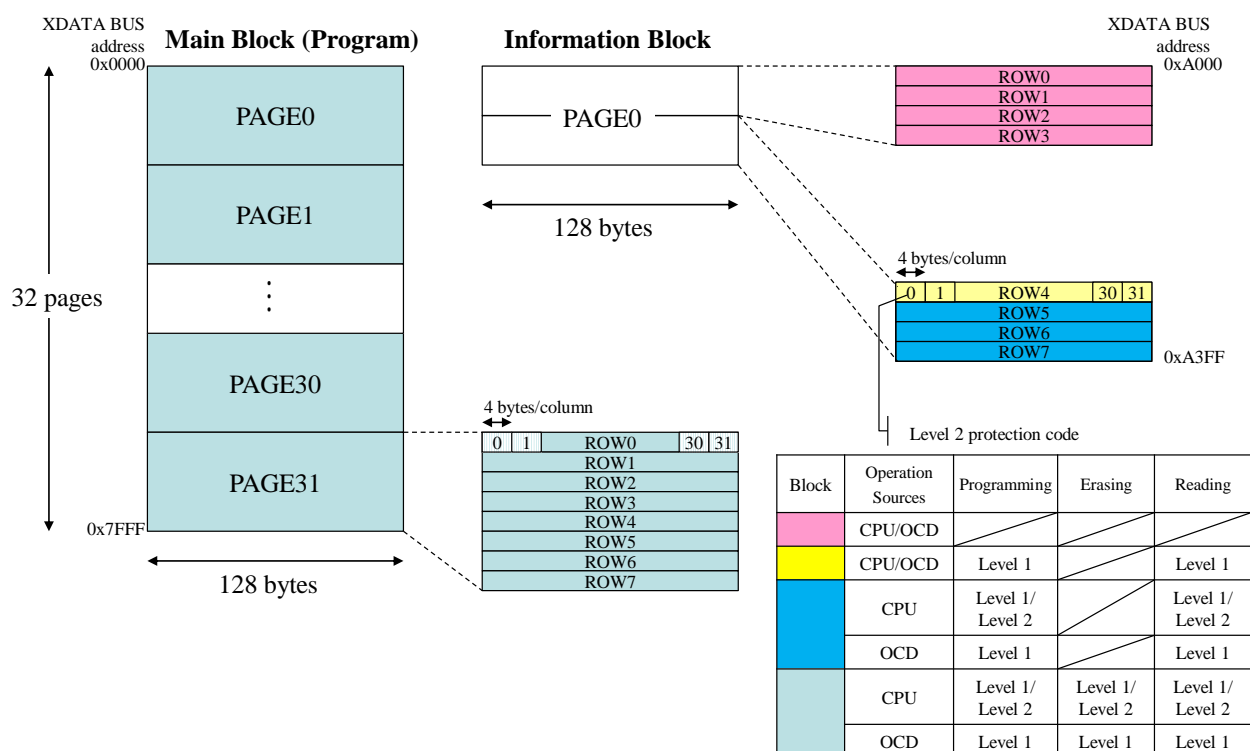 XDATA BUS
address
0x0000
Main Block (Program)
Information Block
XDATA BUS
address
0xA000
PAGE0
PAGE1
⋮
PAGE30
PAGE31
32 pages
0x7FFF
128 bytes
PAGE0
128 bytes
ROW0
ROW1
ROW2
ROW3
4 bytes/column
0 1 ROW4 30 31
ROW5
ROW6
ROW7
0xA3FF
Level 2 protection code
4 bytes/column
0 1 ROW0 30 31
ROW1
ROW2
ROW3
ROW4
ROW5
ROW6
ROW7
Block Operation Sources Programming Erasing Reading
CPU/OCD
CPU/OCD Level 1 Level 1
CPU Level 1/ Level 2 Level 1/ Level 2
OCD Level 1 Level 1
CPU Level 1/ Level 2 Level 1/ Level 2 Level 1/ Level 2
OCD Level 1 Level 1 Level 1